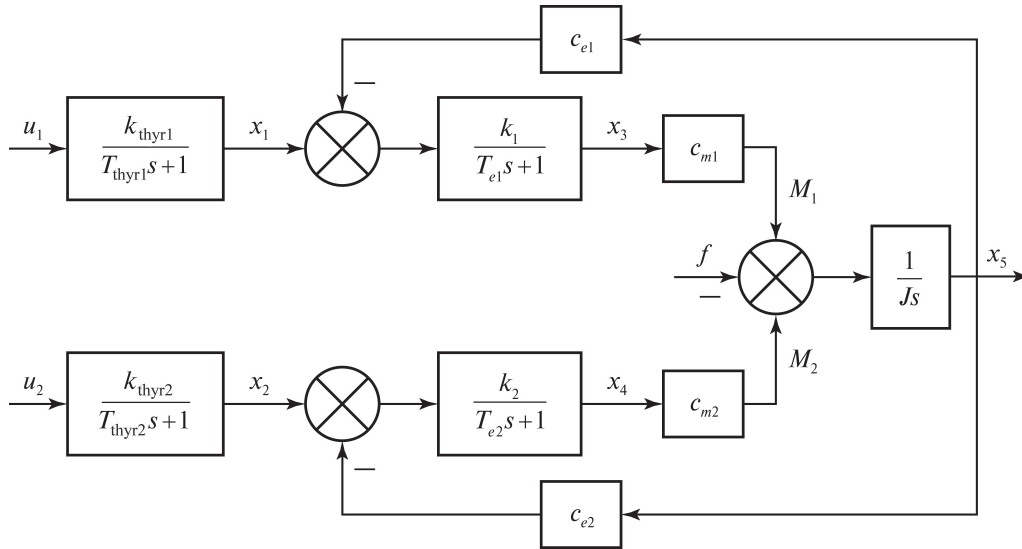 c_{e1}
−
u_1
k_{thyr1}
T_{thyr1}s+1
x_1
k_1
T_{e1}s+1
x_3
c_{m1}
M_1
f
−
1
Js
x_5
M_2
u_2
k_{thyr2}
T_{thyr2}s+1
x_2
k_2
T_{e2}s+1
x_4
c_{m2}
−
c_{e2}